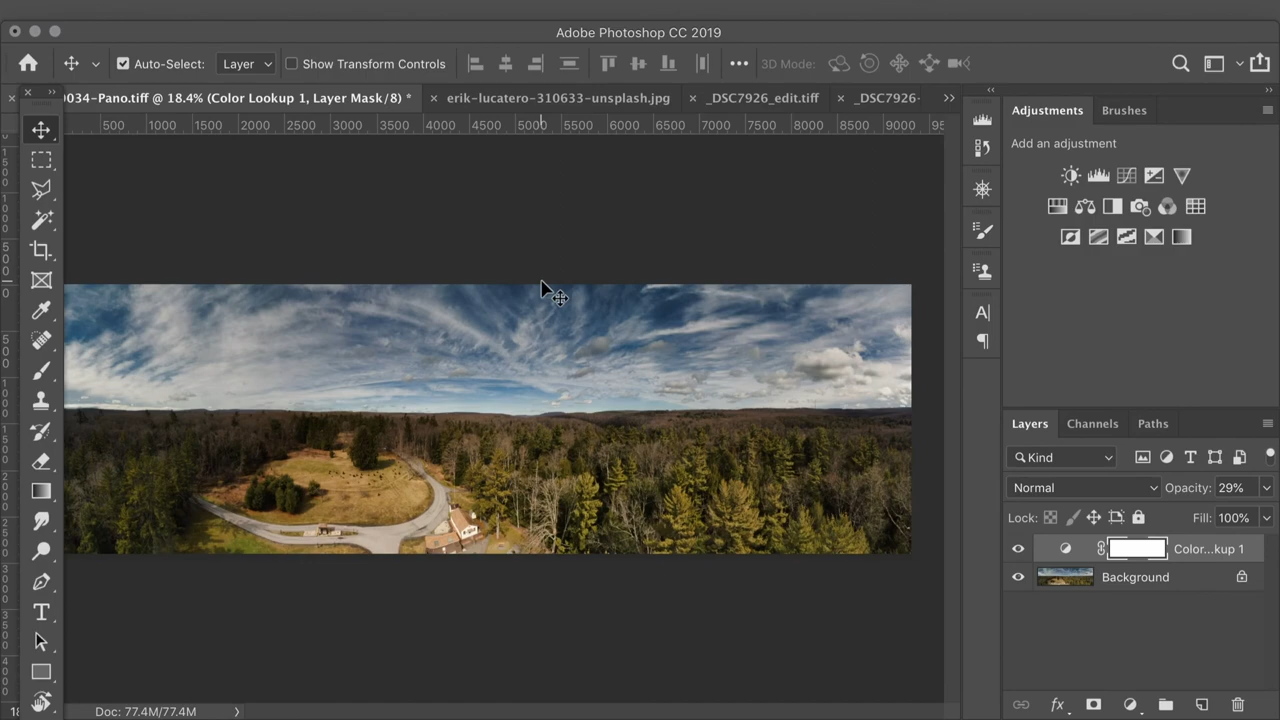 Adobe Photoshop CC 2019
Auto-Select: Layer Show Transform Controls 3D Mode:
0034-Pano.tiff @ 18.4% (Color Lookup 1, Layer Mask/8) * erik-lucatero-310633-unsplash.jpg _DSC7926_edit.tiff _DSC7926-
500 1000 1500 2000 2500 3000 3500 4000 4500 5000 5500 6000 6500 7000 7500 8000 8500 9000 95
Adjustments Brushes
Add an adjustment
Layers Channels Paths
Kind
Normal Opacity: 29%
Lock: Fill: 100%
Color...kup 1
Background
Doc: 77.4M/77.4M